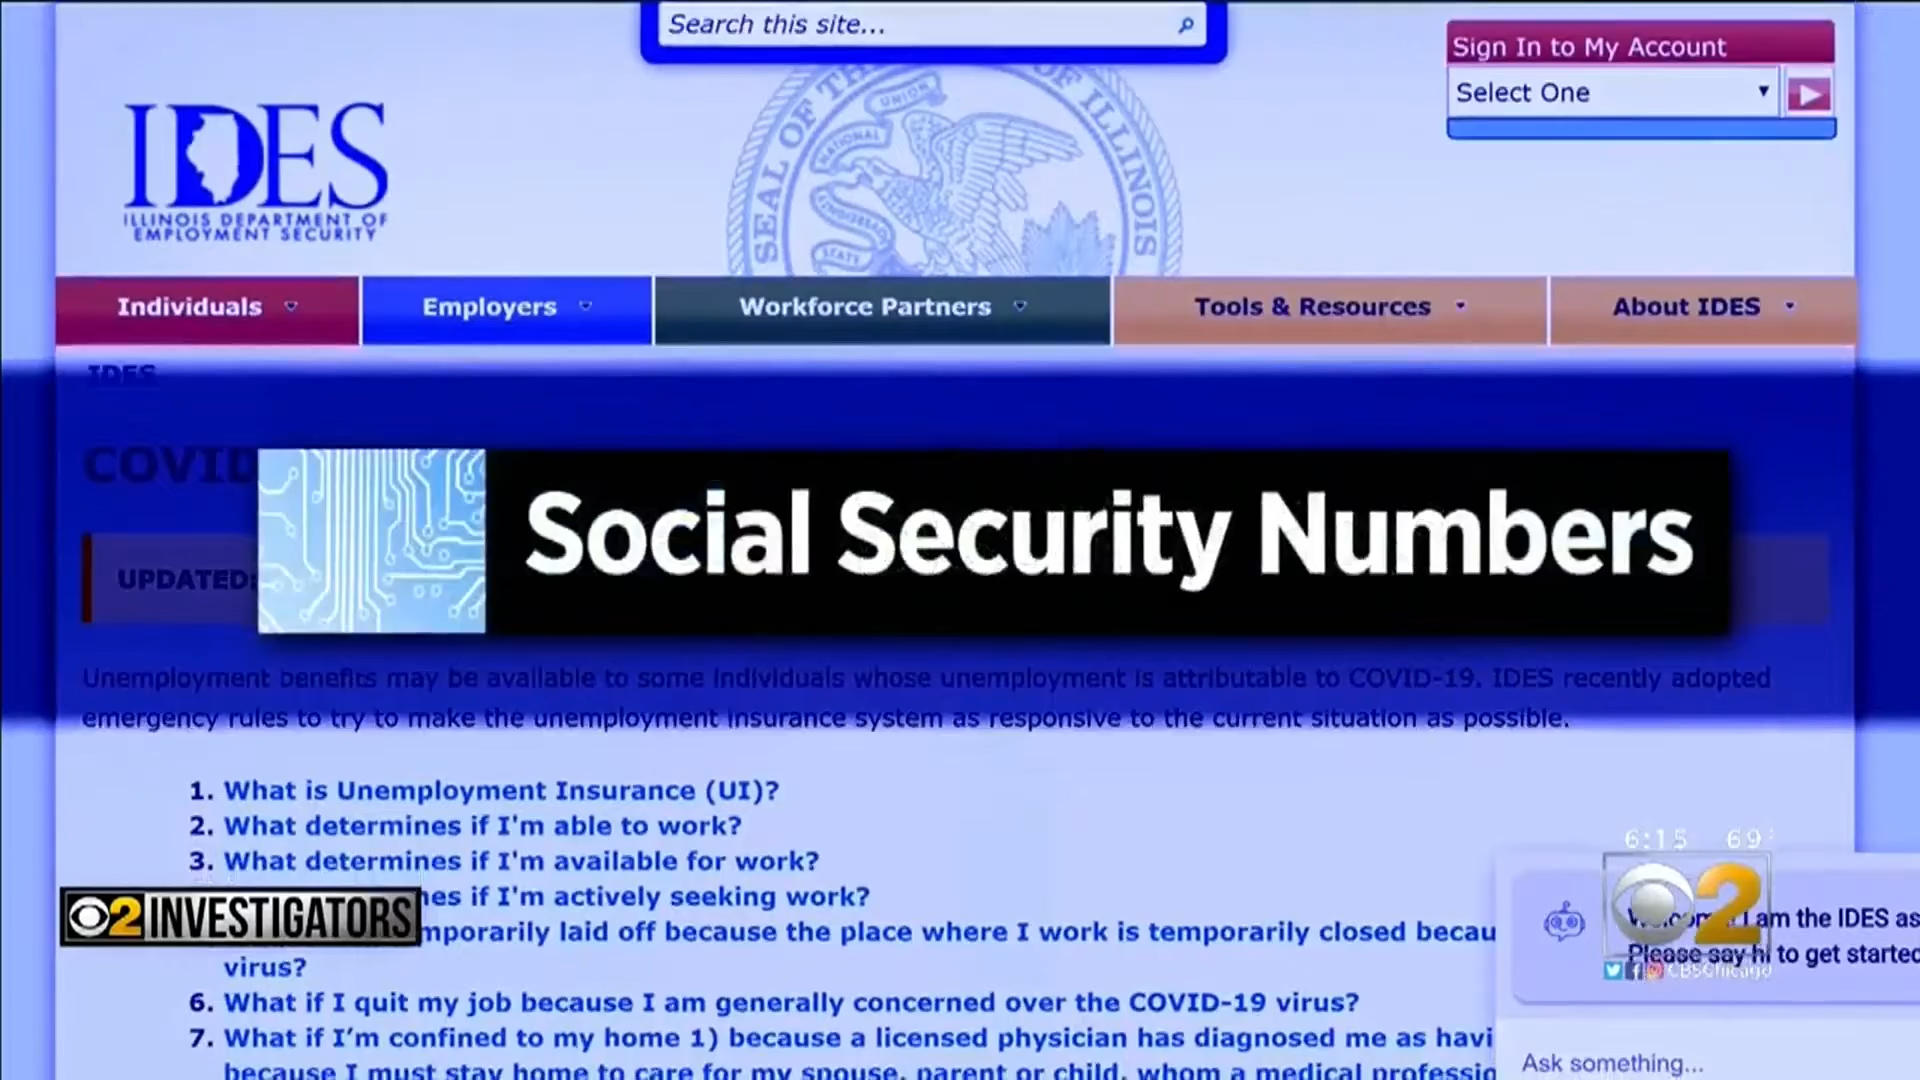 Search this site...
Sign In to My Account
Select One
IDES
ILLINOIS DEPARTMENT OF
EMPLOYMENT SECURITY
SEAL OF THE OF ILLINOIS
UNION
NATIONAL
STATE
Individuals
Employers
Workforce Partners
Tools & Resources
About IDES
IDES
COVID
Social Security Numbers
UPDATED:
Unemployment benefits may be available to some individuals whose unemployment is attributable to COVID-19. IDES recently adopted
emergency rules to try to make the unemployment insurance system as responsive to the current situation as possible.
1. What is Unemployment Insurance (UI)?
2. What determines if I'm able to work?
3. What determines if I'm available for work?
nes if I'm actively seeking work?
mporarily laid off because the place where I work is temporarily closed becau
virus?
6. What if I quit my job because I am generally concerned over the COVID-19 virus?
7. What if I’m confined to my home 1) because a licensed physician has diagnosed me as havi
because I must stay home to care for my spouse, parent or child, whom a medical professio
2 INVESTIGATORS
6:15 69°
2
I am the IDES as
Please say hi to get started
CBSChicago
Ask something...